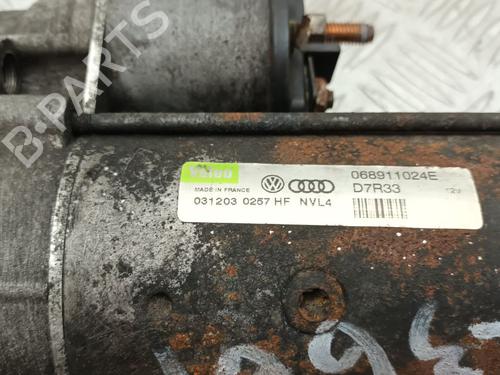 B-PARTS
Valeo
MADE IN FRANCE
068911024E
D7R33
031203 0257 HF NVL4